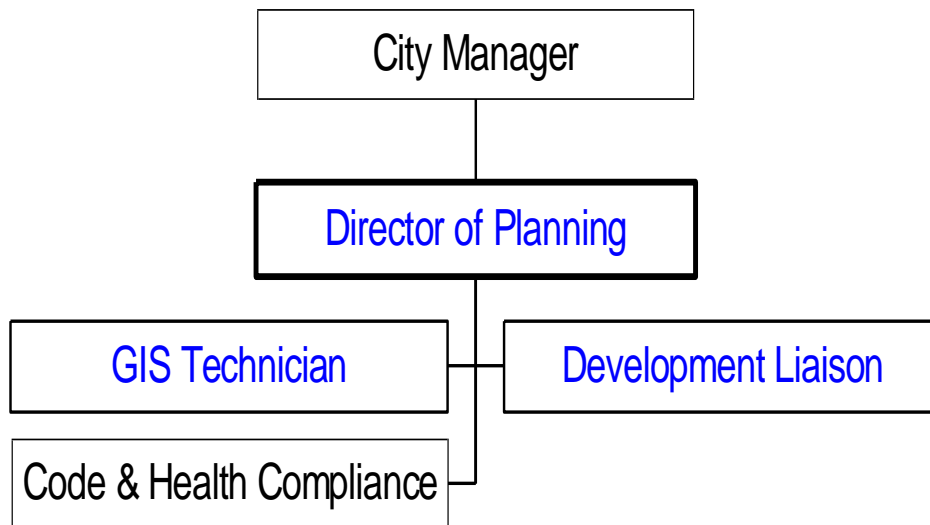 City Manager
Director of Planning
GIS Technician
Development Liaison
Code & Health Compliance